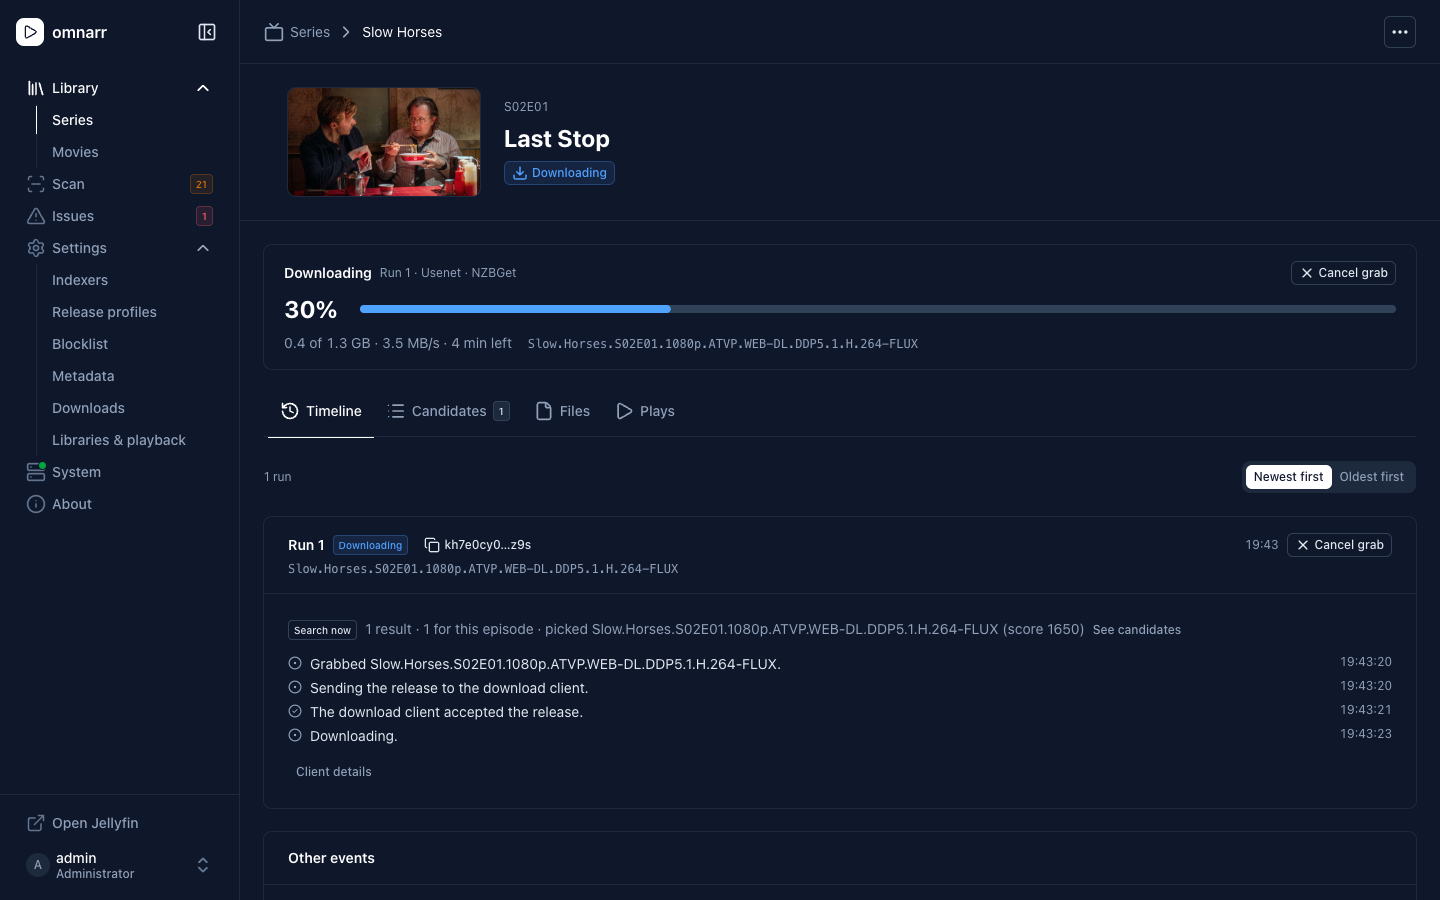 omnarr
Series
Slow Horses
Library
Series
Movies
Scan
21
Issues
1
Settings
Indexers
Release profiles
Blocklist
Metadata
Downloads
Libraries & playback
System
About
Open Jellyfin
A
admin
Administrator
S02E01
Last Stop
Downloading
Downloading Run 1 · Usenet · NZBGet
Cancel grab
30%
0.4 of 1.3 GB · 3.5 MB/s · 4 min left Slow.Horses.S02E01.1080p.ATVP.WEB-DL.DDP5.1.H.264-FLUX
Timeline
Candidates 1
Files
Plays
1 run
Newest first
Oldest first
Run 1 Downloading kh7e0cy0…z9s
19:43
Cancel grab
Slow.Horses.S02E01.1080p.ATVP.WEB-DL.DDP5.1.H.264-FLUX
Search now 1 result · 1 for this episode · picked Slow.Horses.S02E01.1080p.ATVP.WEB-DL.DDP5.1.H.264-FLUX (score 1650) See candidates
Grabbed Slow.Horses.S02E01.1080p.ATVP.WEB-DL.DDP5.1.H.264-FLUX. 19:43:20
Sending the release to the download client. 19:43:20
The download client accepted the release. 19:43:21
Downloading. 19:43:23
Client details
Other events